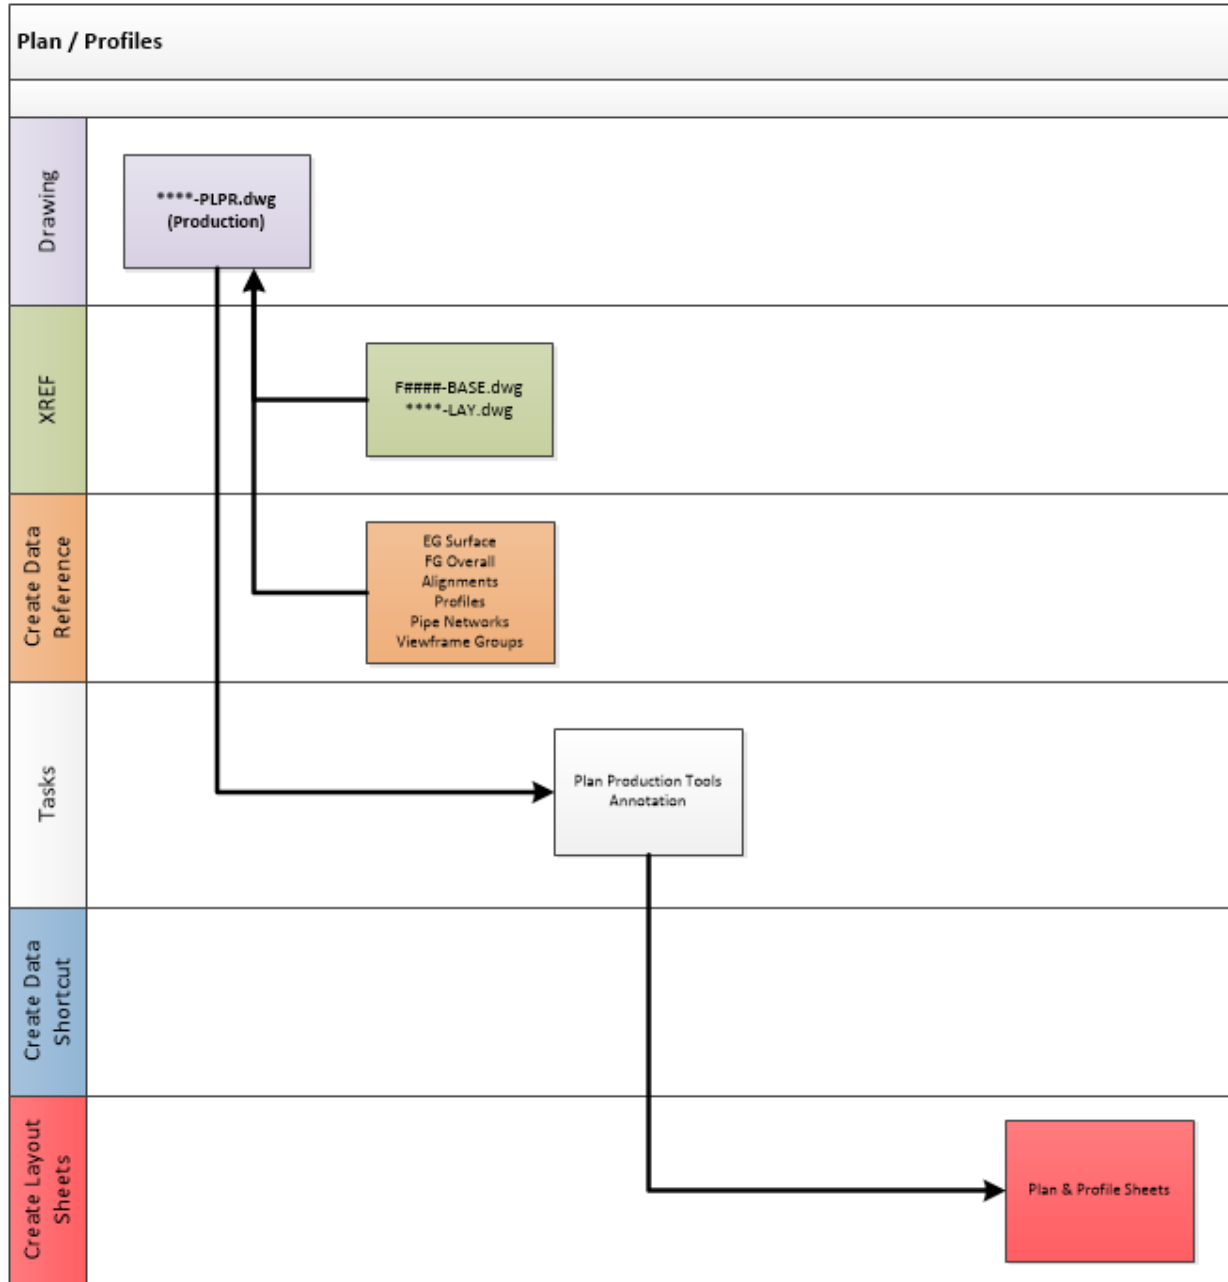 Plan / Profiles
Drawing
****-PLPR.dwg
(Production)
XREF
F####-BASE.dwg
****-LAY.dwg
Create Data
Reference
EG Surface
FG Overall
Alignments
Profiles
Pipe Networks
Viewframe Groups
Tasks
Plan Production Tools
Annotation
Create Data
Shortcut
Create Layout
Sheets
Plan & Profile Sheets